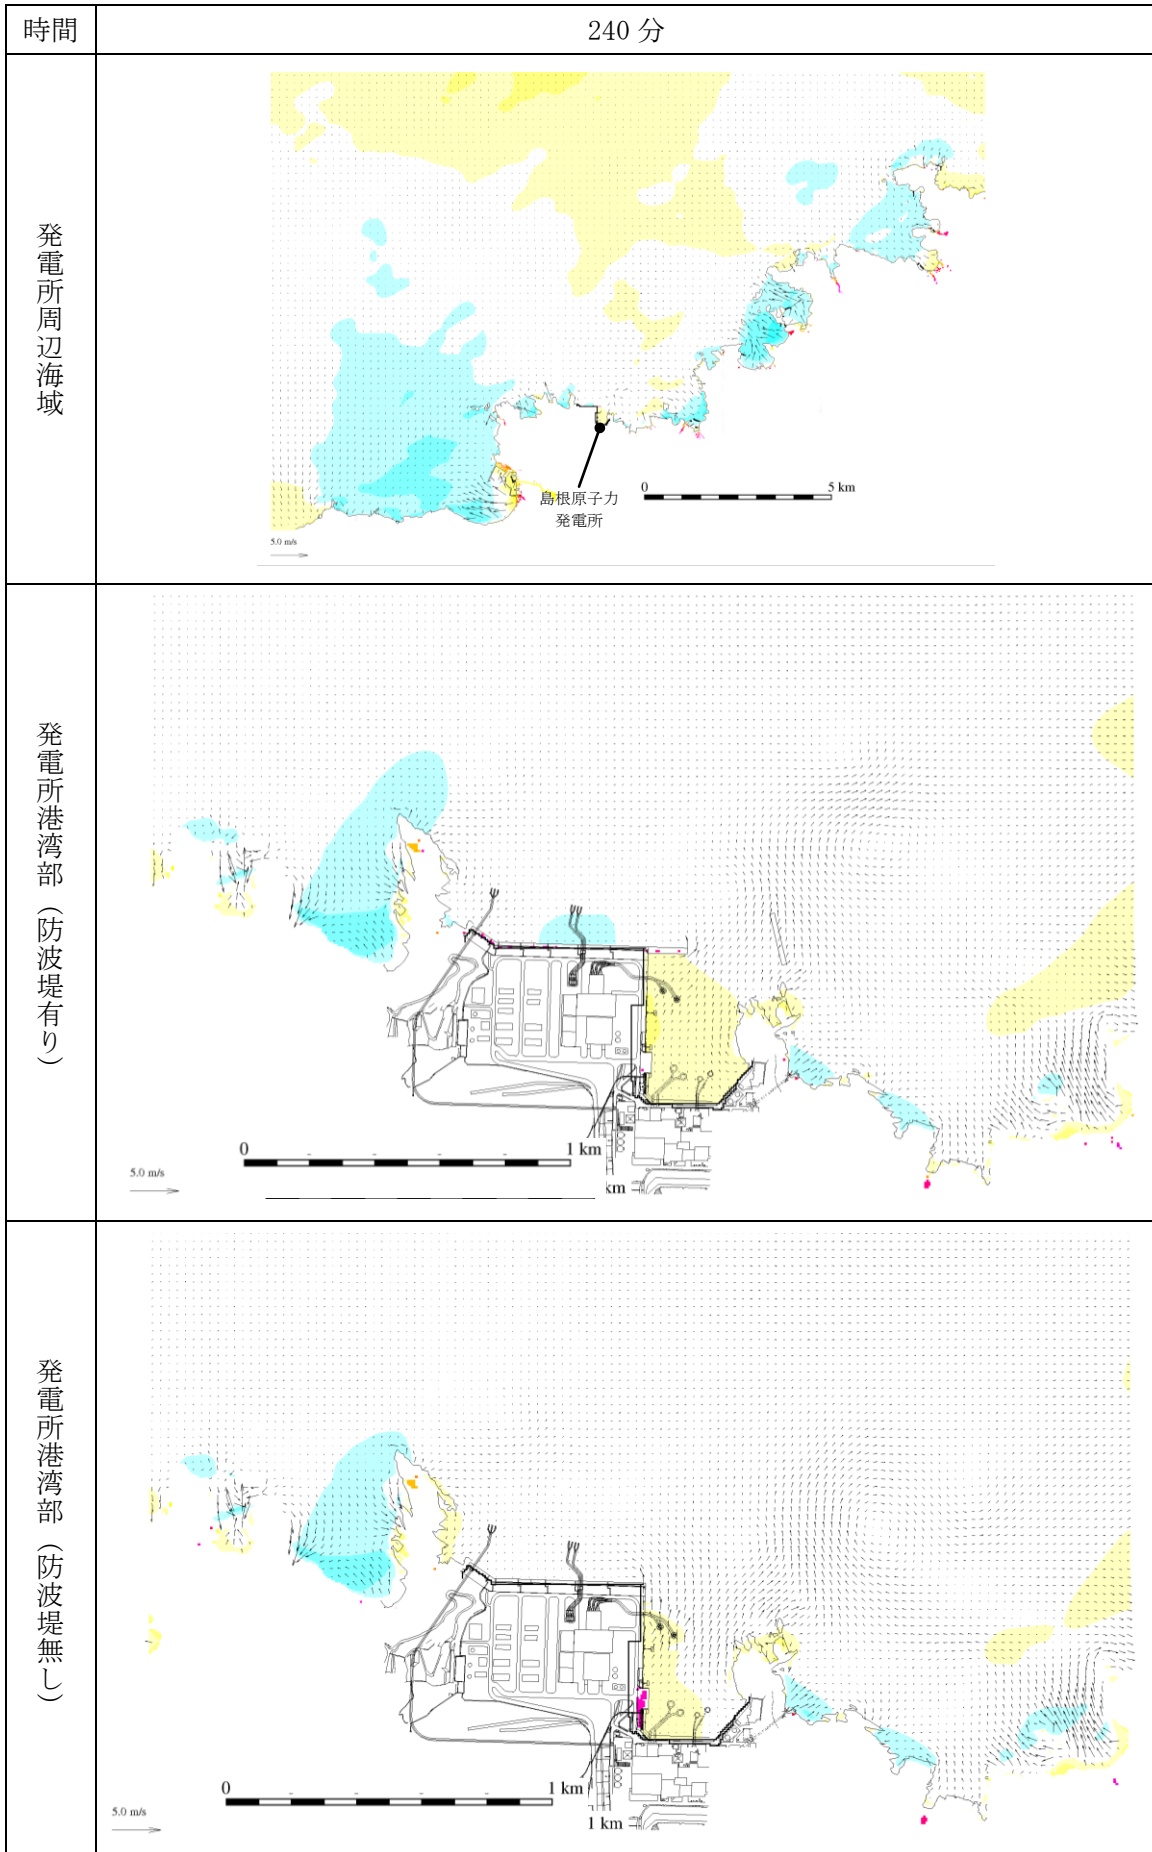 時間
240 分
発電所周辺海域
島根原子力
発電所
0
5 km
5.0 m/s
発電所港湾部（防波堤有り）
0
1 km
5.0 m/s
km
発電所港湾部（防波堤無し）
0
1 km
5.0 m/s
1 km